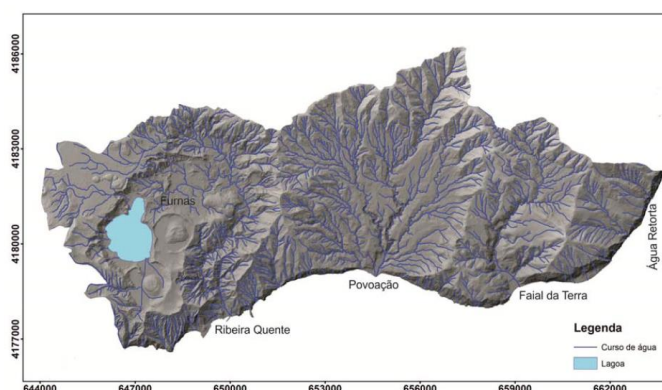 4186000
4183000
4180000
4177000
Furnas
Ribeira Quente
Povoação
Faial da Terra
Água Retorta
Legenda
Curso de água
Lagoa
644000
647000
650000
653000
656000
659000
662000